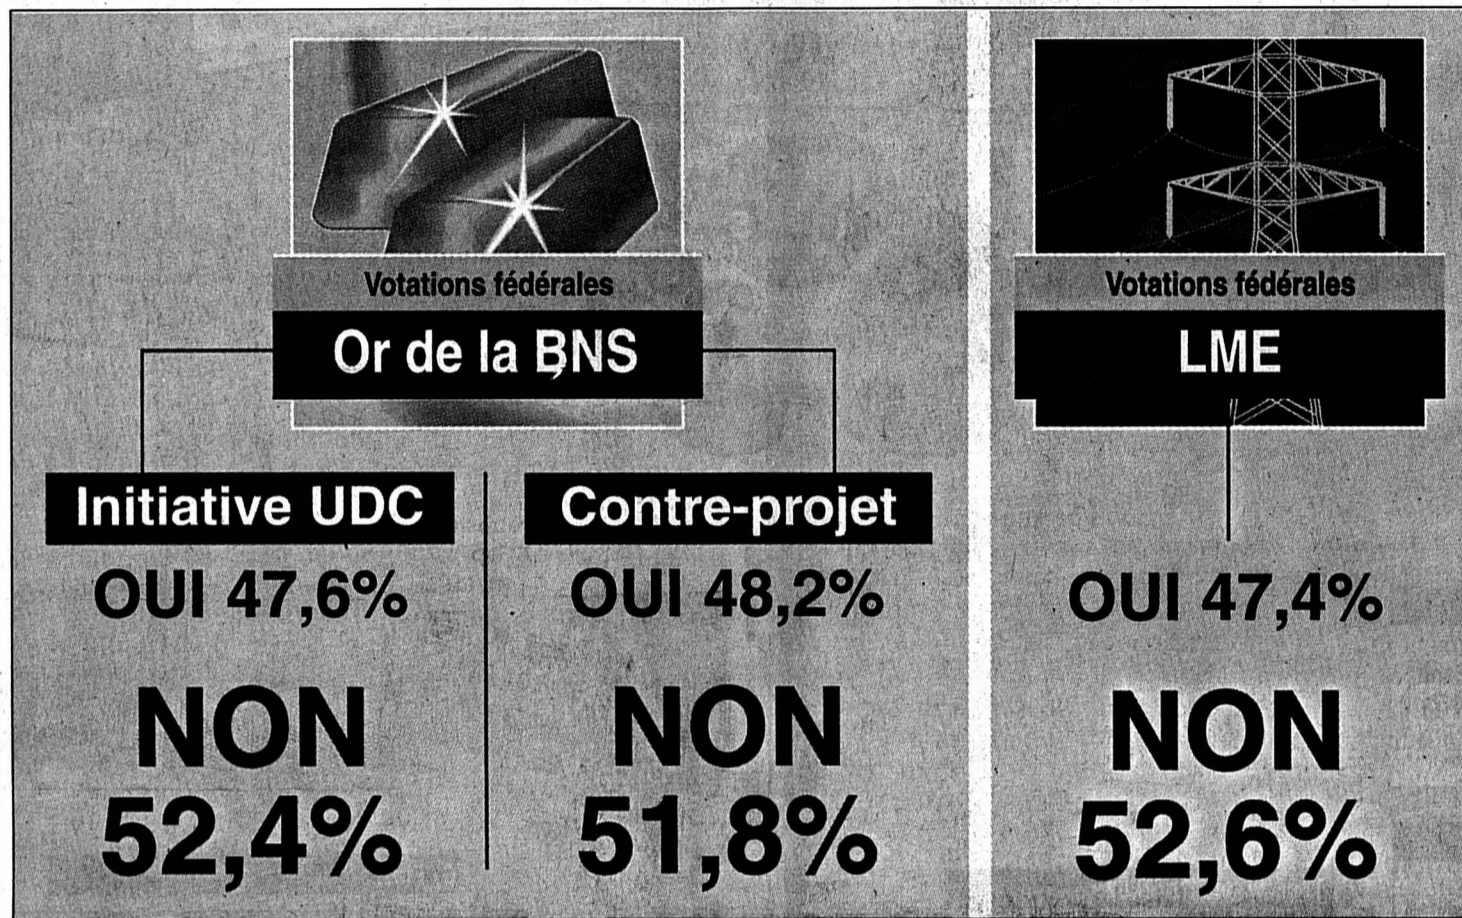 Votations fédérales
Or de la BNS
Initiative UDC
OUI 47,6%
NON
52,4%
Contre-projet
OUI 48,2%
NON
51,8%
Votations fédérales
LME
OUI 47,4%
NON
52,6%